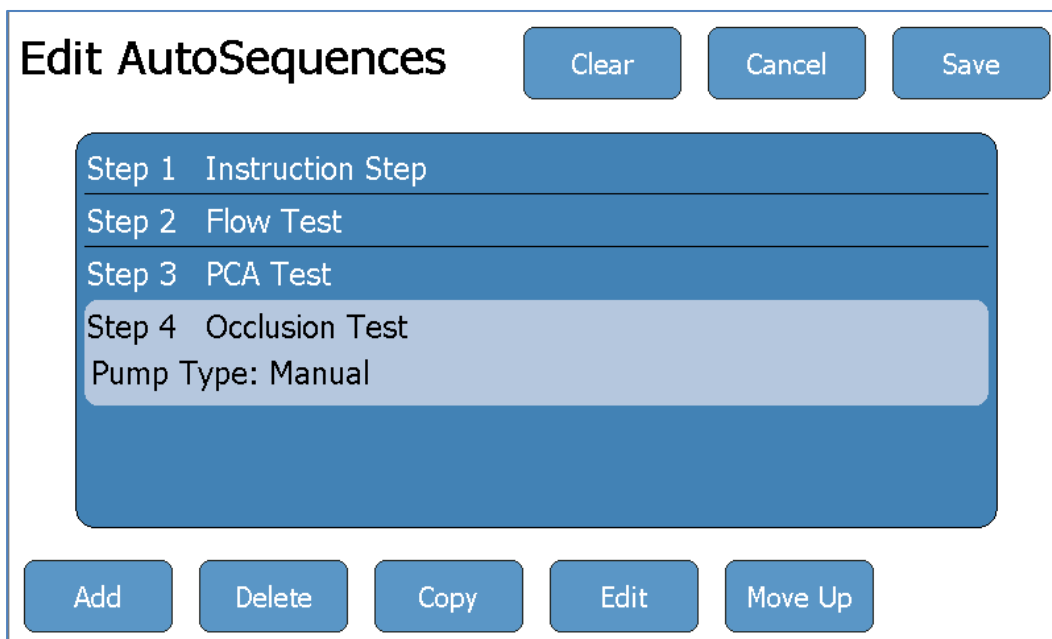 Edit AutoSequences
Clear
Cancel
Save
Step 1 Instruction Step
Step 2 Flow Test
Step 3 PCA Test
Step 4 Occlusion Test
Pump Type: Manual
Add
Delete
Copy
Edit
Move Up